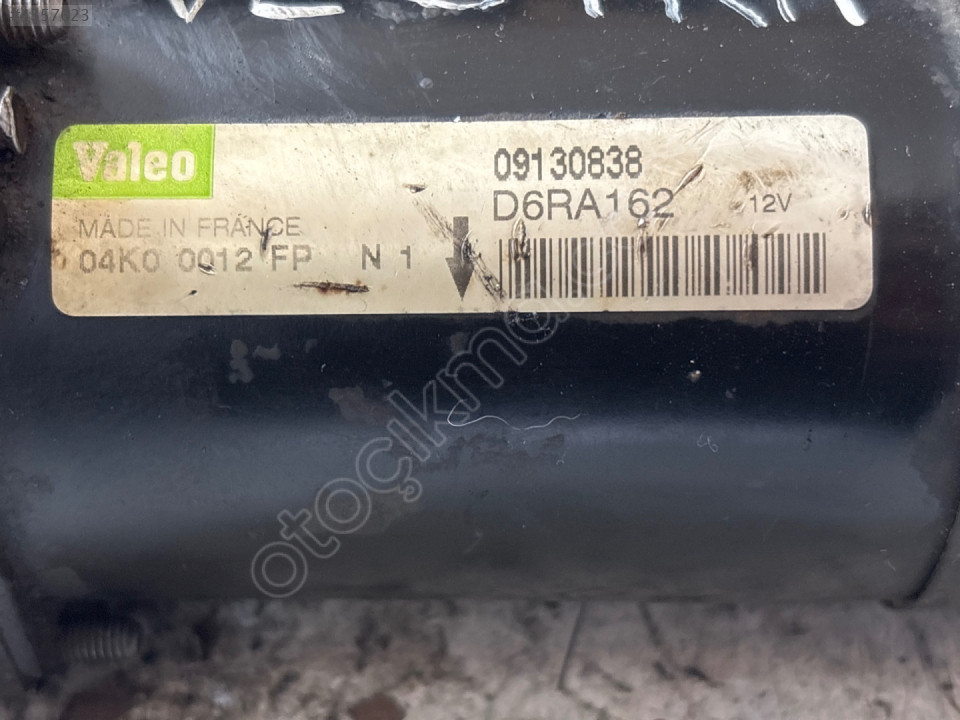 Valeo
09130838
D6RA162 12V
MADE IN FRANCE
04K0 0012 FP N 1
otoçıkma